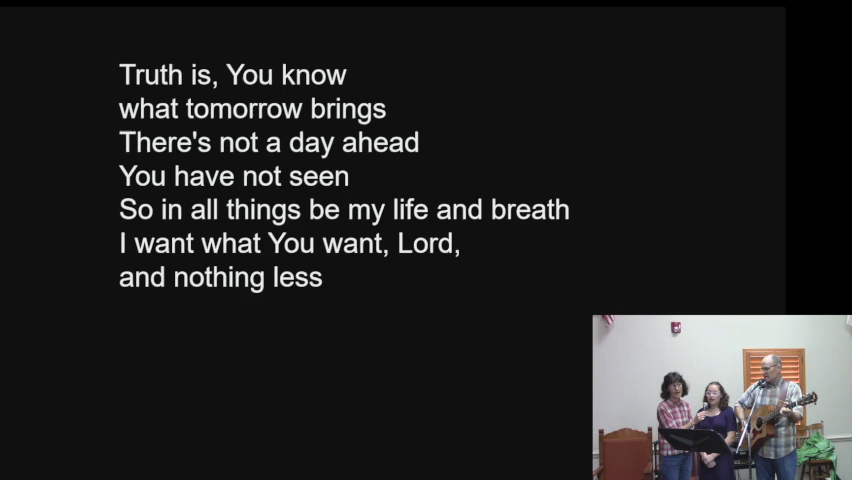 Truth is, You know
what tomorrow brings
There's not a day ahead
You have not seen
So in all things be my life and breath
I want what You want, Lord,
and nothing less